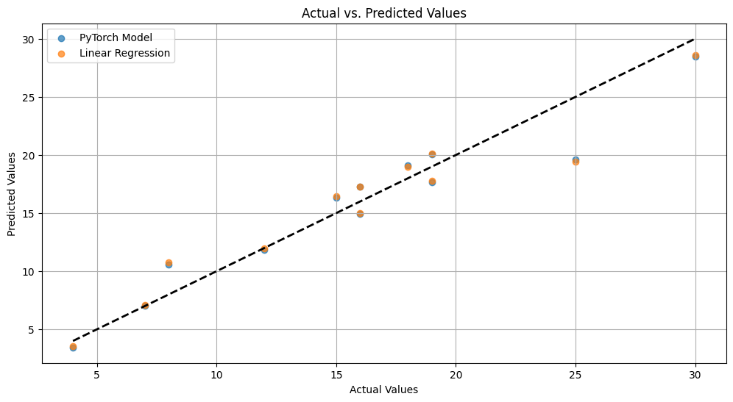 Actual vs. Predicted Values
PyTorch Model
Linear Regression
30
25
20
15
10
5
Predicted Values
5
10
15
20
25
30
Actual Values